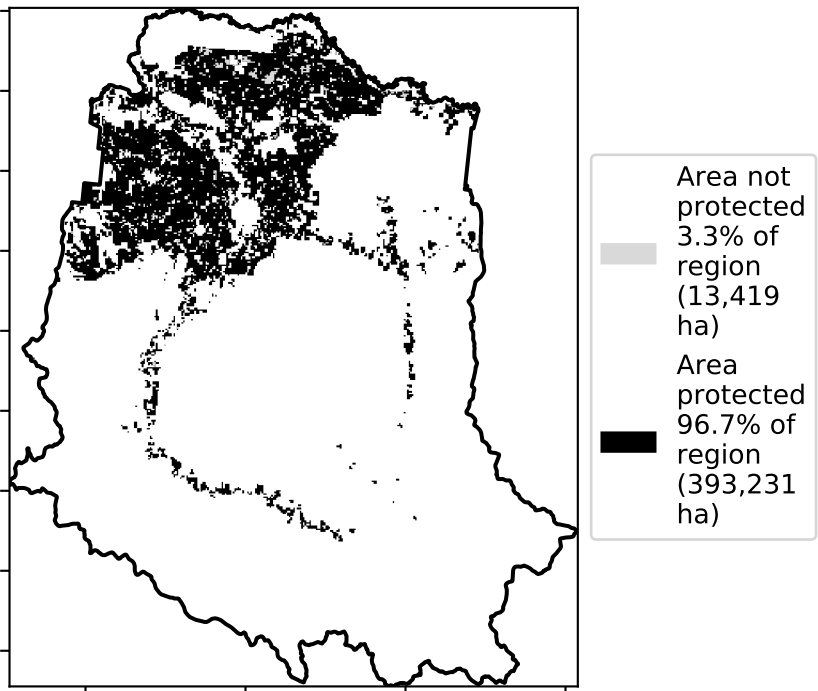 Area not
protected
3.3% of
region
(13,419
ha)
Area
protected
96.7% of
region
(393,231
ha)